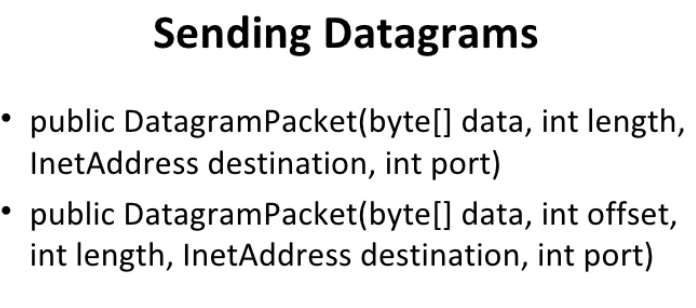 Sending Datagrams
• public DatagramPacket(byte[] data, int length,
InetAddress destination, int port)
• public DatagramPacket(byte[] data, int offset,
int length, InetAddress destination, int port)